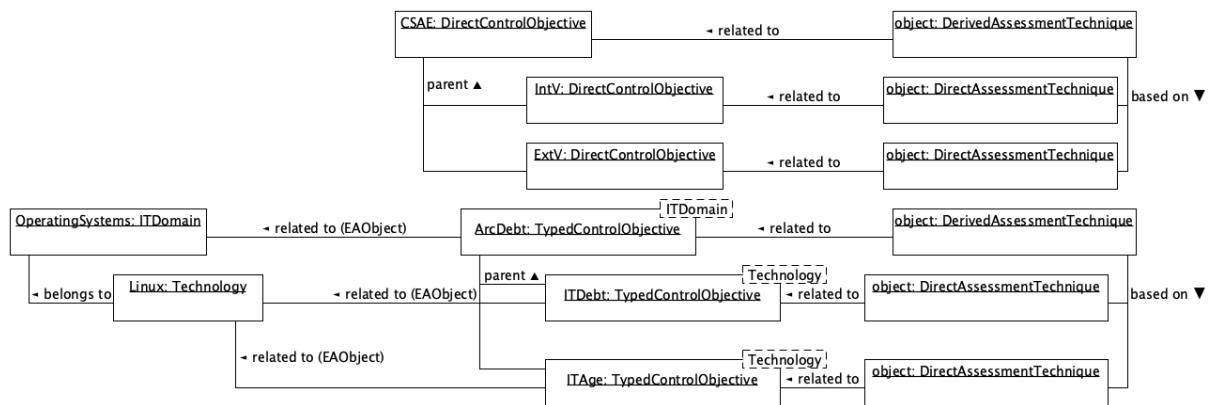 CSAE: DirectControlObjective
◄ related to
object: DerivedAssessmentTechnique
parent ▲
IntV: DirectControlObjective
◄ related to
object: DirectAssessmentTechnique
based on ▼
ExtV: DirectControlObjective
◄ related to
object: DirectAssessmentTechnique
ITDomain
OperatingSystems: ITDomain
◄ related to (EAObject)
ArcDebt: TypedControlObjective
◄ related to
object: DerivedAssessmentTechnique
parent ▲
Technology
◄ belongs to
Linux: Technology
◄ related to (EAObject)
ITDebt: TypedControlObjective
◄ related to
object: DirectAssessmentTechnique
based on ▼
◄ related to (EAObject)
Technology
ITAge: TypedControlObjective
◄ related to
object: DirectAssessmentTechnique